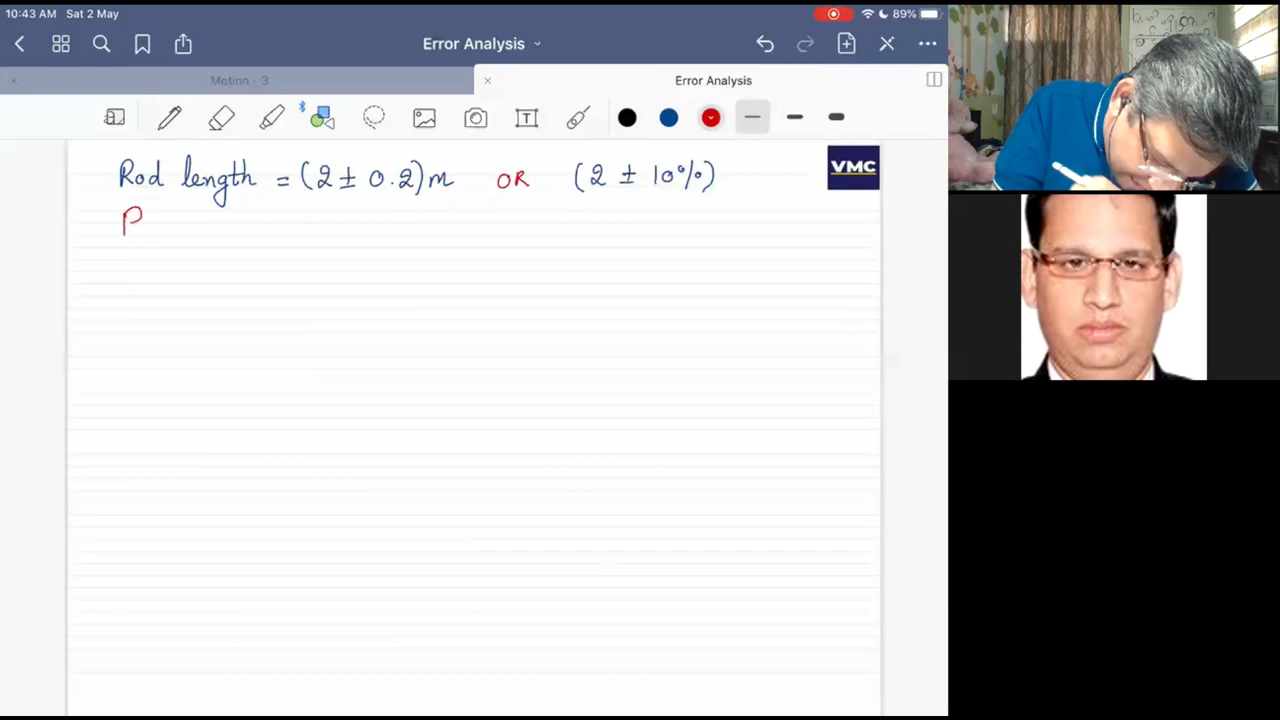 10:43 AM Sat 2 May
89%
Error Analysis
Motion - 3
Error Analysis
T
Rod length = (2 ± 0.2)m OR (2 ± 10%)
VMC
P